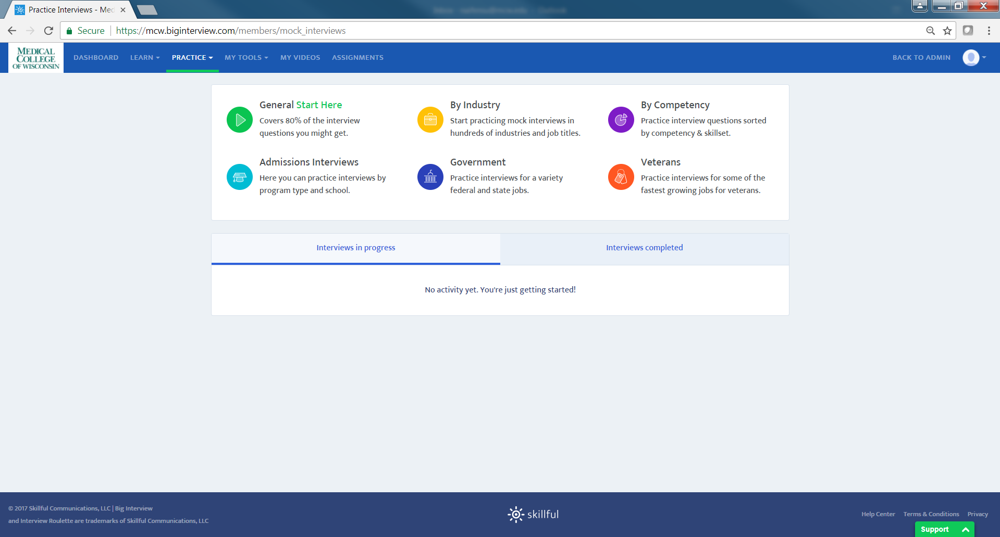 Practice Interviews - Med
Secure
https://mcw.biginterview.com/members/mock_interviews
MEDICAL
COLLEGE
OF WISCONSIN
DASHBOARD
LEARN
PRACTICE
MY TOOLS
MY VIDEOS
ASSIGNMENTS
BACK TO ADMIN
General Start Here
Covers 80% of the interview
questions you might get.
By Industry
Start practicing mock interviews in
hundreds of industries and job titles.
By Competency
Practice interview questions sorted
by competency & skillset.
Admissions Interviews
Here you can practice interviews by
program type and school.
Government
Practice interviews for a variety
federal and state jobs.
Veterans
Practice interviews for some of the
fastest growing jobs for veterans.
Interviews in progress
Interviews completed
No activity yet. You're just getting started!
© 2017 Skillful Communications, LLC | Big Interview
and Interview Roulette are trademarks of Skillful Communications, LLC
skillful
Help Center
Terms & Conditions
Privacy
Support